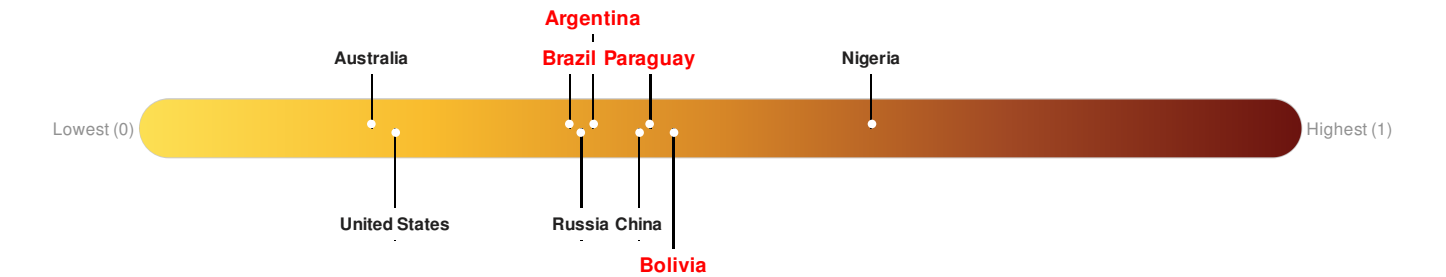 Argentina
Australia
Brazil Paraguay
Nigeria
Lowest (0)
Highest (1)
United States
Russia China
Bolivia